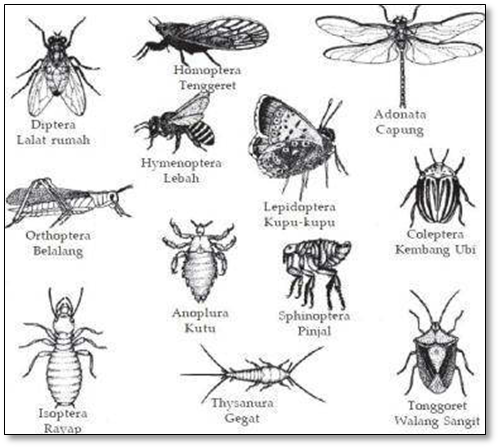 Diptera
Lalat rumah
Homoptera
Tenggeret
Adonata
Capung
Hymenoptera
Lebah
Lepidoptera
Kupu-kupu
Coleptera
Kembang Ubi
Orthoptera
Belalang
Anoplura
Kutu
Sphinoptera
Pinjal
Isoptera
Rayap
Thysanura
Gegat
Tonggoret
Walang Sangit